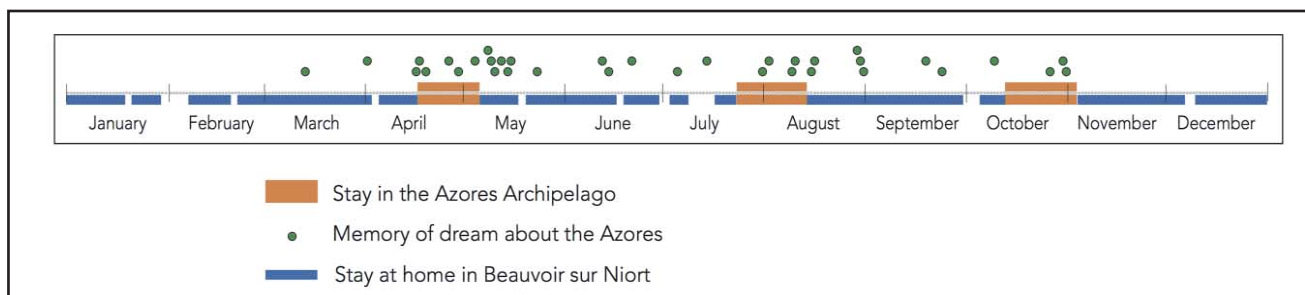 January February March April May June July August September October November December
Stay in the Azores Archipelago
Memory of dream about the Azores
Stay at home in Beauvoir sur Niort